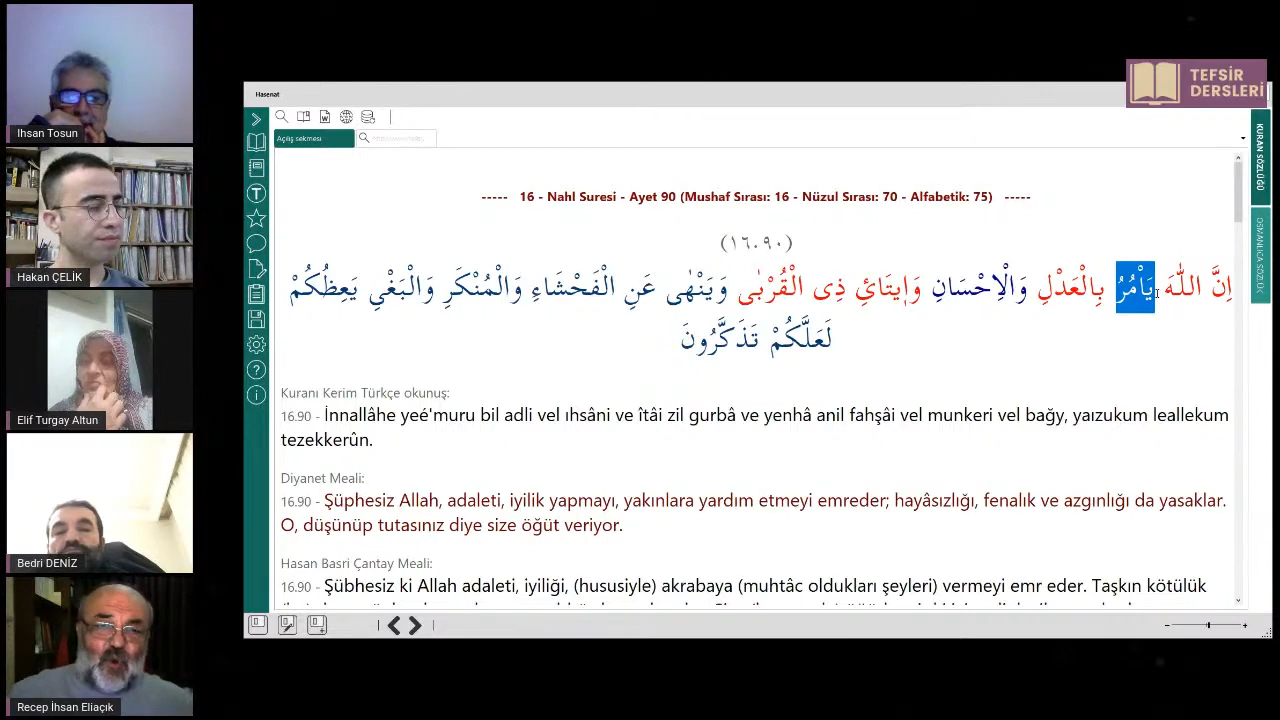 Ihsan Tosun
Hakan ÇELİK
Elif Turgay Altun
Bedri DENİZ
Recep İhsan Eliaçık
TEFSİR
DERSLERİ
Hasenat
Açılış sekmesi
KURAN SÖZLÜĞÜ
OSMANLICA SÖZLÜK
----- 16 - Nahl Suresi - Ayet 90 (Mushaf Sırası: 16 - Nüzul Sırası: 70 - Alfabetik: 75) -----
(١٦.٩٠)
اِنَّ اللّٰهَ يَاْمُرُ بِالْعَدْلِ وَالْاِحْسَانِ وَا۪يتَائِ ذِى الْقُرْبٰى وَيَنْهٰى عَنِ الْفَحْشَاءِ وَالْمُنْكَرِ وَالْبَغْيِ يَعِظُكُمْ
لَعَلَّكُمْ تَذَكَّرُونَ
Kuranı Kerim Türkçe okunuş:
16.90 - İnnallâhe yeé'muru bil adli vel ıhsâni ve îtâi zil gurbâ ve yenhâ anil fahşâi vel munkeri vel bağy, yaızukum leallekum
tezekkerûn.
Diyanet Meali:
16.90 - Şüphesiz Allah, adaleti, iyilik yapmayı, yakınlara yardım etmeyi emreder; hayâsızlığı, fenalık ve azgınlığı da yasaklar.
O, düşünüp tutasınız diye size öğüt veriyor.
Hasan Basri Çantay Meali:
16.90 - Şübhesiz ki Allah adaleti, iyiliği, (hususiyle) akrabaya (muhtâc oldukları şeyleri) vermeyi emr eder. Taşkın kötülük